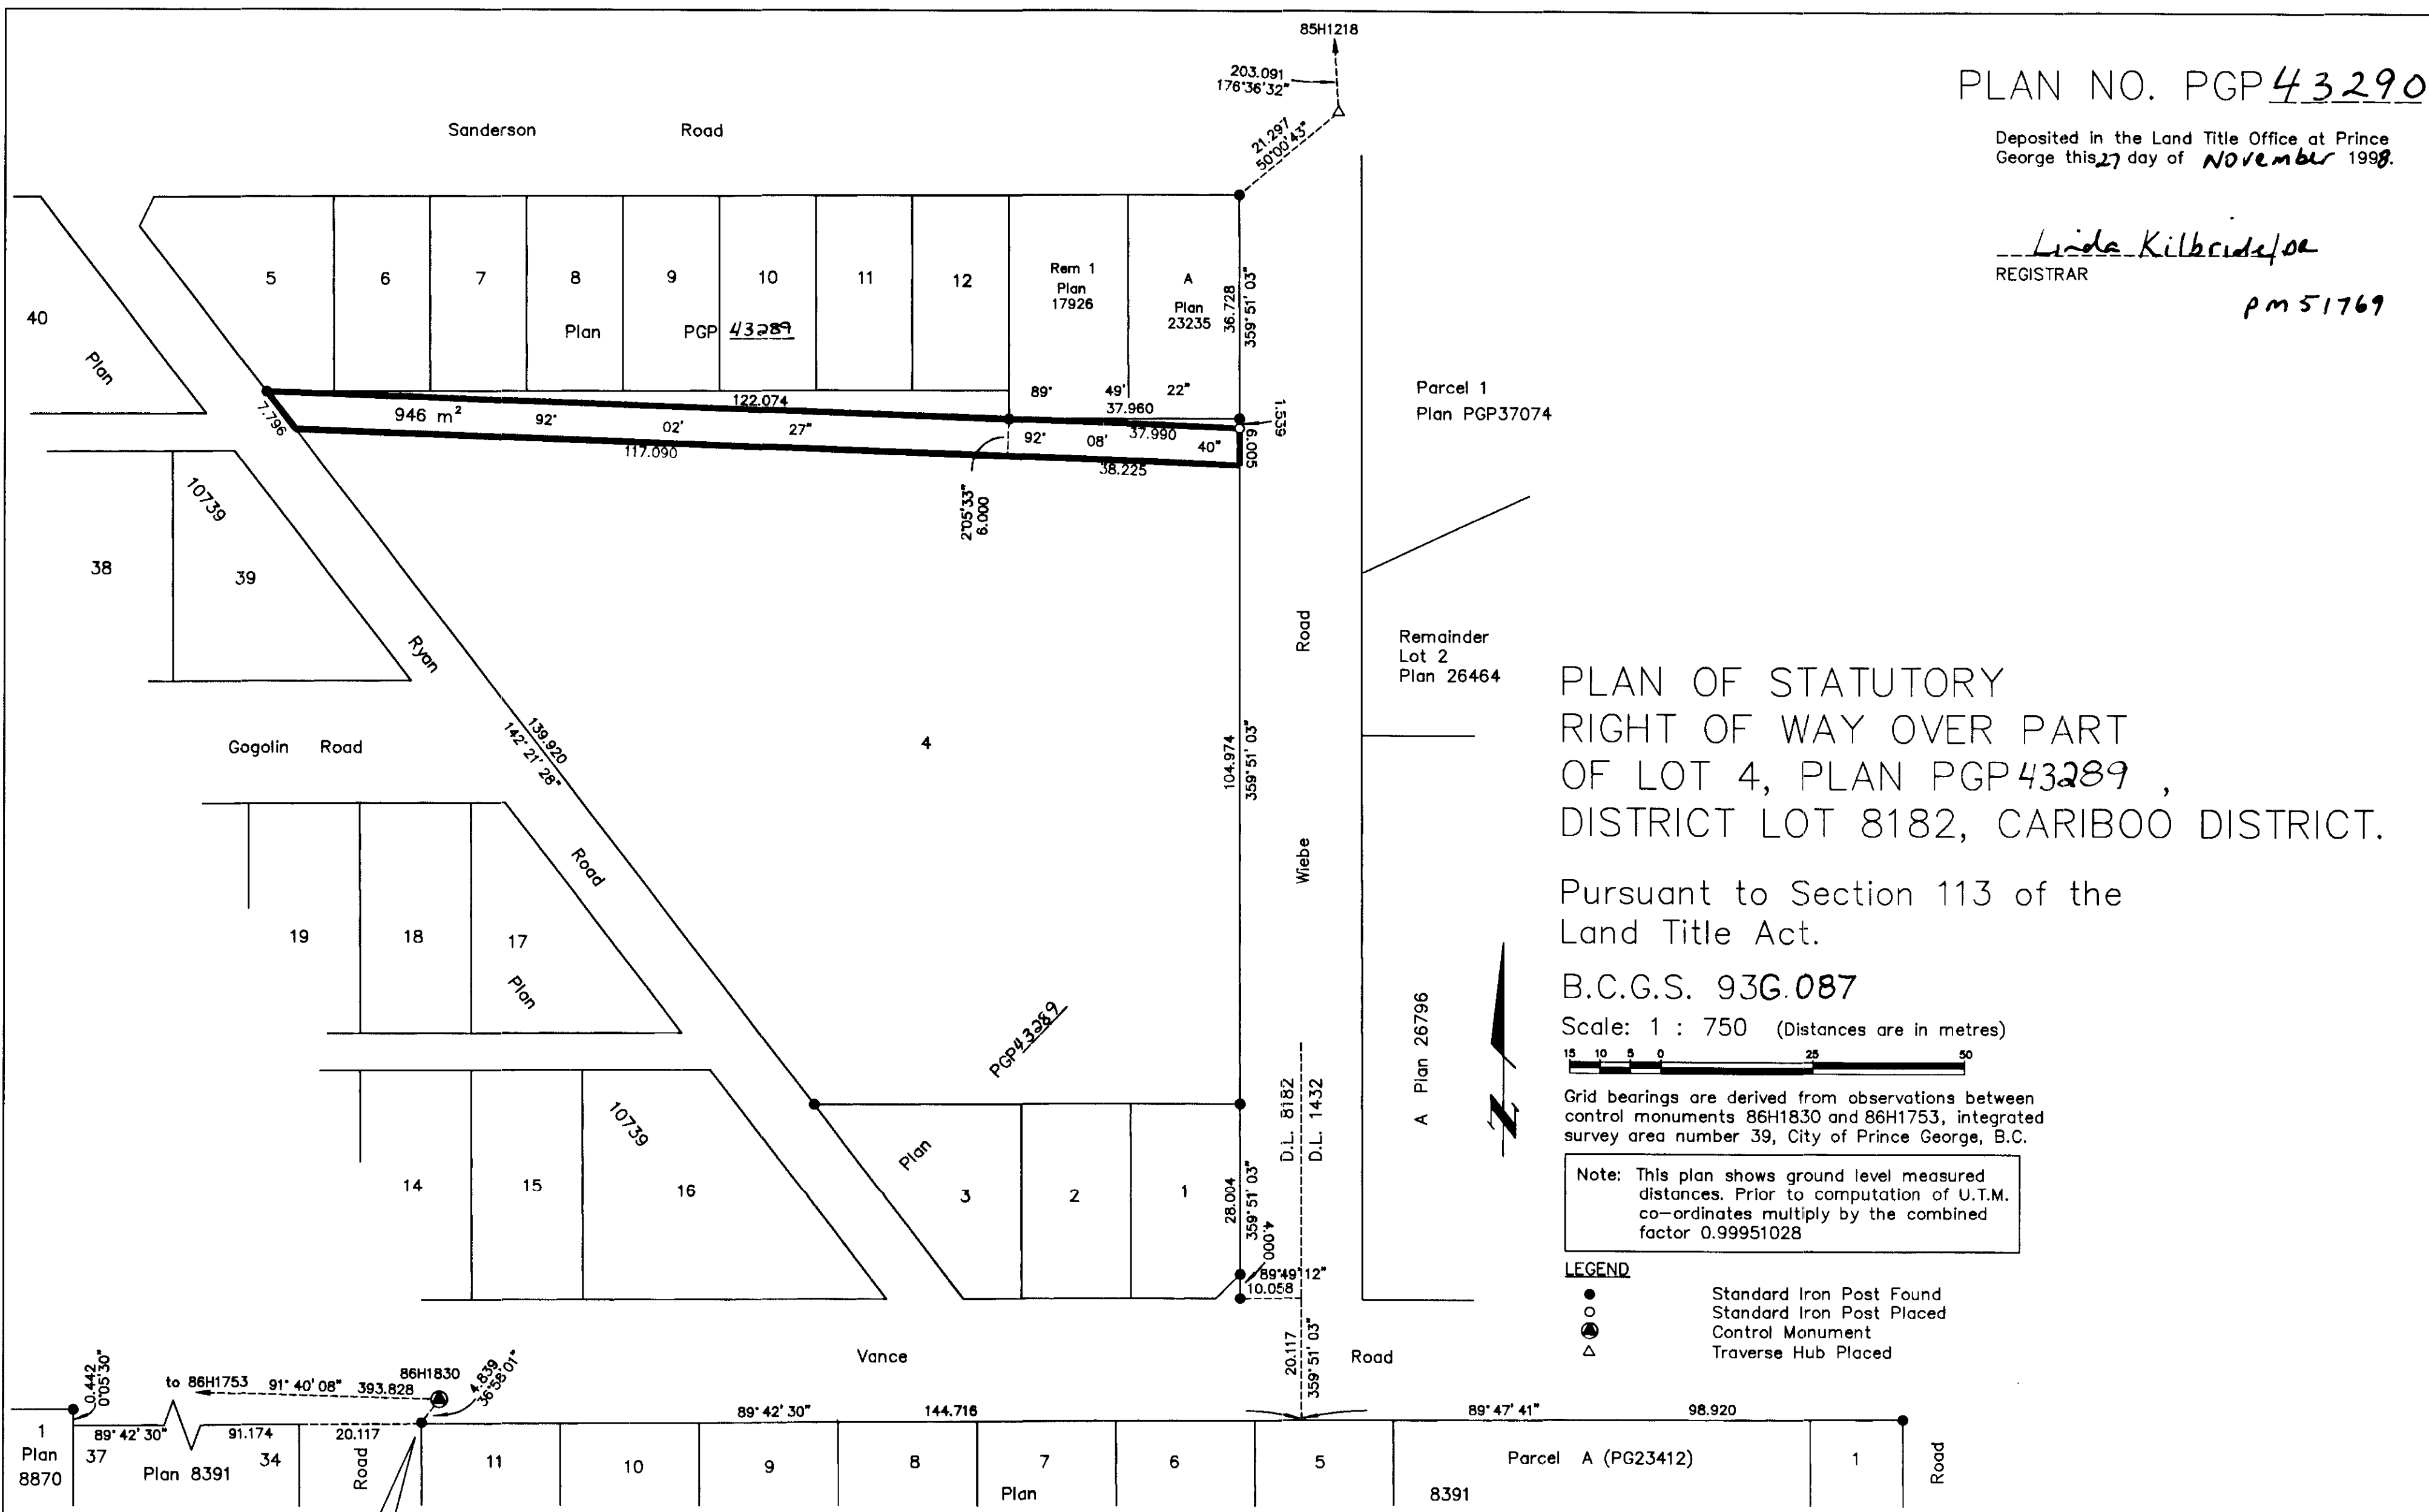 85H1218
203.091
176°36'32"
21.297
50°00'43"
PLAN NO. PGP 43290
Deposited in the Land Title Office at Prince
George this 27 day of November 1998.
Linda Kilbride
REGISTRAR
pm 51769
Sanderson Road
40
Plan
5
6
7
8
9
10
11
12
Plan PGP 43289
Rem 1
Plan
17926
A
Plan
23235
36.728
359° 51' 03"
89° 49' 22"
37.960
1.539
7.796
946 m²
122.074
92° 02' 27"
117.090
92° 08' 40"
37.990
38.225
6.005
2°05'33"
6.000
Parcel 1
Plan PGP37074
10739
38
39
Ryan
Gogolin Road
139.920
142° 21' 28"
4
104.974
359° 51' 03"
Road
Wiebe
Remainder
Lot 2
Plan 26464
PLAN OF STATUTORY
RIGHT OF WAY OVER PART
OF LOT 4, PLAN PGP43289 ,
DISTRICT LOT 8182, CARIBOO DISTRICT.
Pursuant to Section 113 of the
Land Title Act.
B.C.G.S. 93G.087
Scale: 1 : 750 (Distances are in metres)
15 10 5 0 25 50
Grid bearings are derived from observations between
control monuments 86H1830 and 86H1753, integrated
survey area number 39, City of Prince George, B.C.
Note: This plan shows ground level measured
distances. Prior to computation of U.T.M.
co-ordinates multiply by the combined
factor 0.99951028
LEGEND
Standard Iron Post Found
Standard Iron Post Placed
Control Monument
Traverse Hub Placed
Road
19
18
17
Plan
PGP43289
A Plan 26796
D.L. 8182
D.L. 1432
10739
14
15
16
Plan
3
2
1
28.004
359° 51' 03"
4.000
89°49'12"
10.058
20.117
359° 51' 03"
Vance Road
0.442
0°05'30"
to 86H1753 91° 40' 08" 393.828
86H1830
4.839
36°58'01"
89° 42' 30" 144.716
89° 47' 41" 98.920
1
Plan
8870
89° 42' 30" 91.174
20.117
37
34
Plan 8391
Road
11
10
9
8
7
6
5
Parcel A (PG23412)
1
Road
Plan 8391